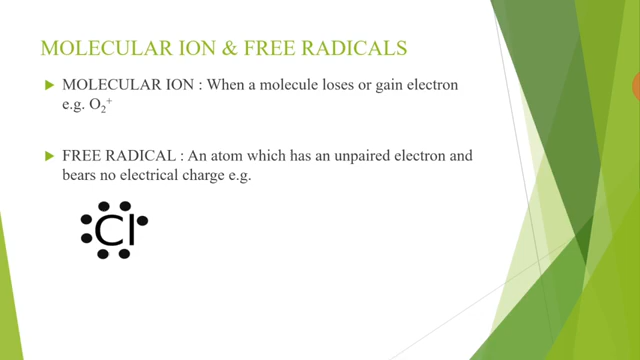 MOLECULAR ION & FREE RADICALS
MOLECULAR ION : When a molecule loses or gain electron
e.g. O₂⁺
FREE RADICAL : An atom which has an unpaired electron and
bears no electrical charge e.g.
Cl